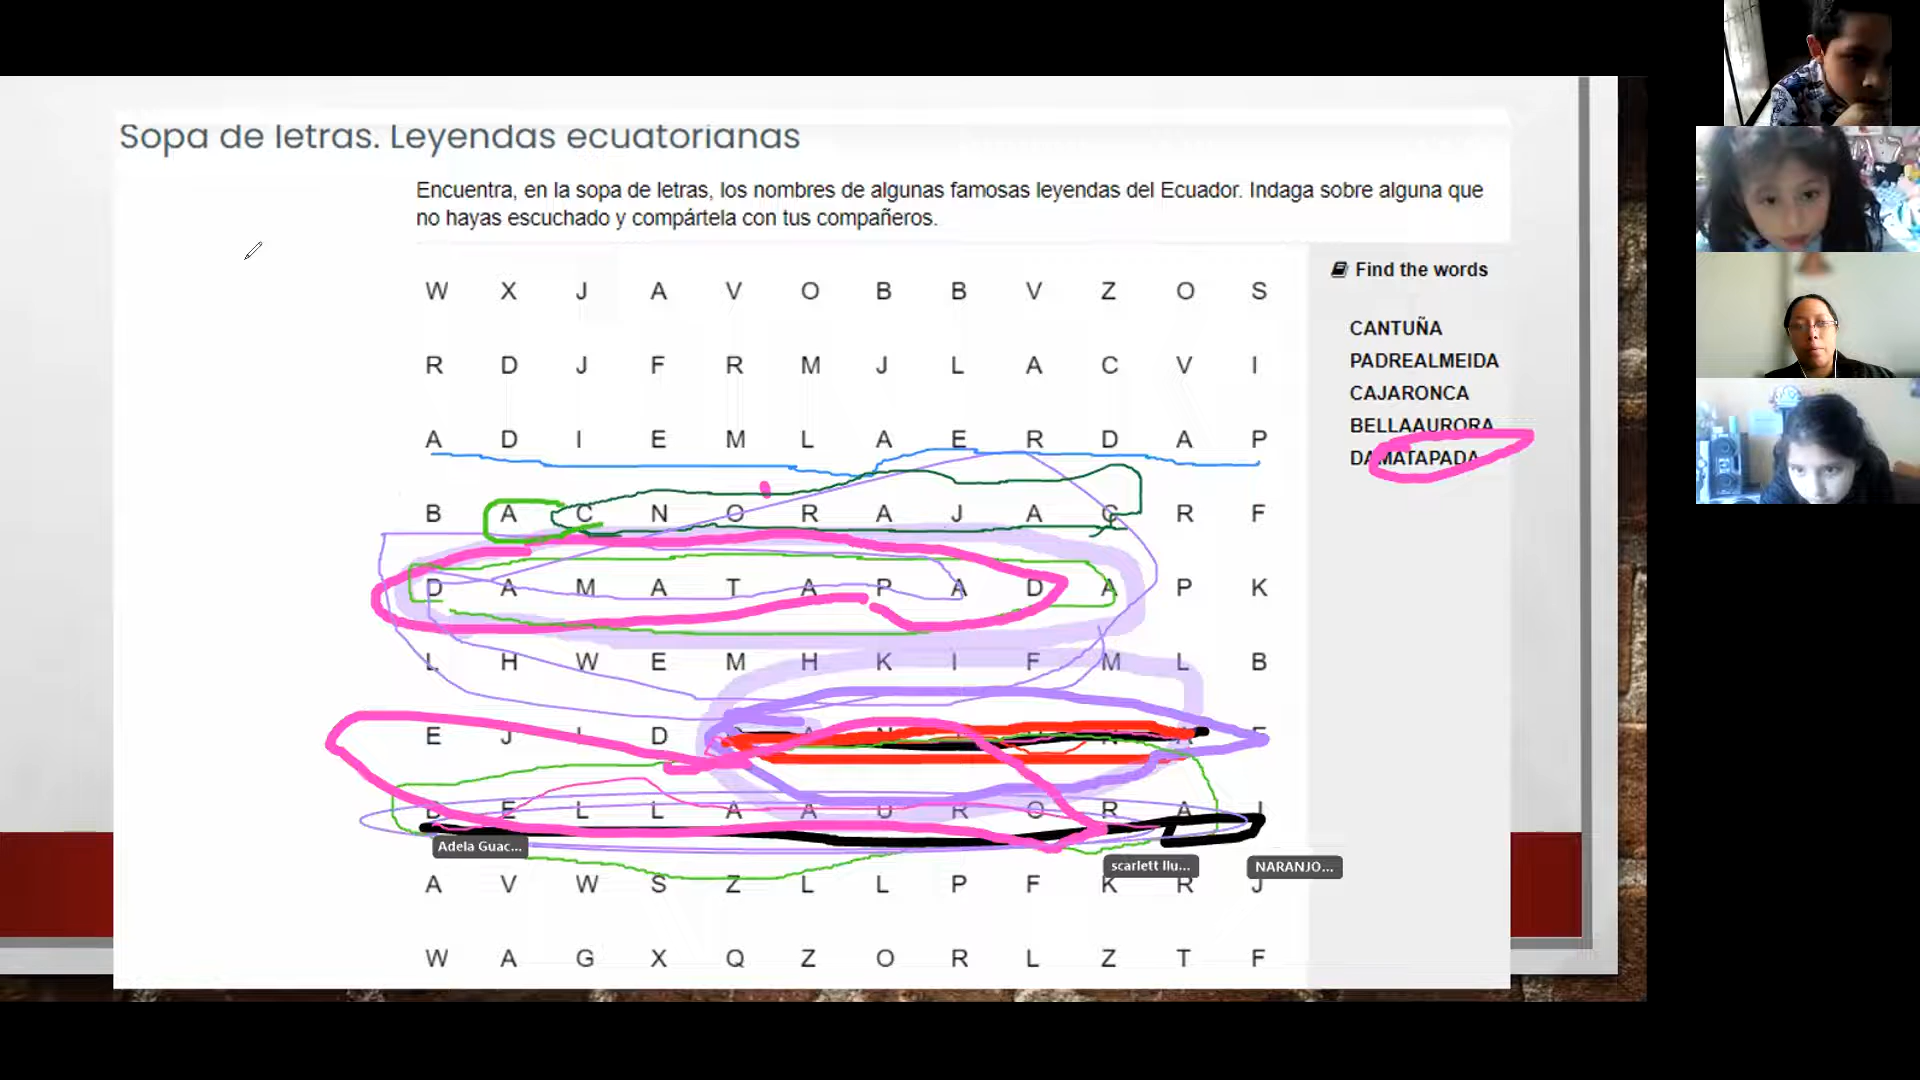 Sopa de letras. Leyendas ecuatorianas
Encuentra, en la sopa de letras, los nombres de algunas famosas leyendas del Ecuador. Indaga sobre alguna que
no hayas escuchado y compártela con tus compañeros.
Find the words
CANTUÑA
PADREALMEIDA
CAJARONCA
BELLAAURORA
DAMATAPADA
W X J A V O B B V Z O S
R D J F R M J L A C V I
A D I E M L A E R D A P
B A C N O R A J A C R F
D A M A T A P A D A P K
L H W E M H K I F M L B
E J I D
B E L L A A U R O R A I
Adela Guac...
scarlett llu...
NARANJO...
A V W S Z L L P F K R J
W A G X Q Z O R L Z T F